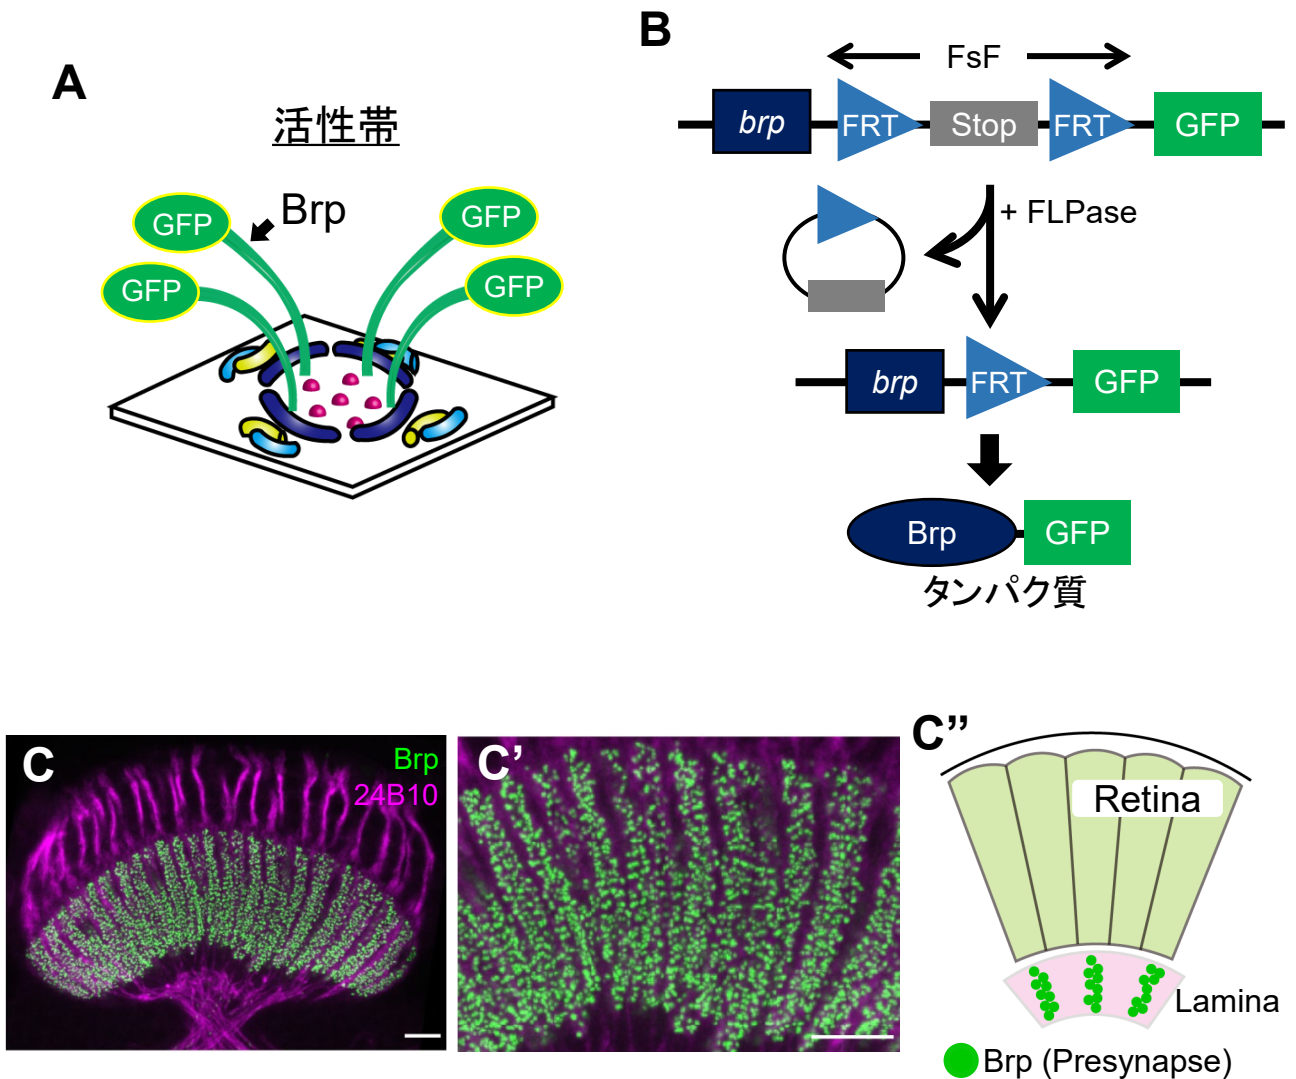 A
活性帯
GFP
Brp
GFP
GFP
GFP
B
FsF
brp
FRT
Stop
FRT
GFP
+ FLPase
brp
FRT
GFP
Brp
GFP
タンパク質
C
Brp
24B10
C’
C’’
Retina
Lamina
Brp (Presynapse)